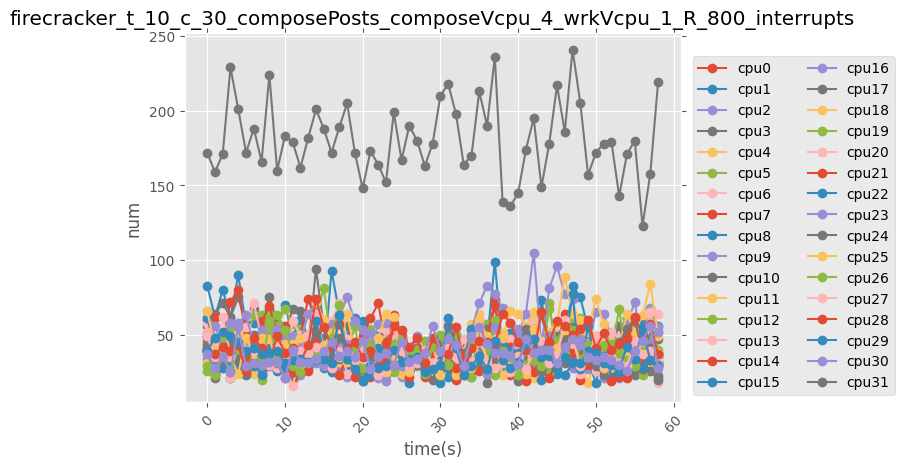 firecracker_t_10_c_30_composePosts_composeVcpu_4_wrkVcpu_1_R_800_interrupts
250
200
150
100
50
num
0
10
20
30
40
50
60
time(s)
cpu0
cpu1
cpu2
cpu3
cpu4
cpu5
cpu6
cpu7
cpu8
cpu9
cpu10
cpu11
cpu12
cpu13
cpu14
cpu15
cpu16
cpu17
cpu18
cpu19
cpu20
cpu21
cpu22
cpu23
cpu24
cpu25
cpu26
cpu27
cpu28
cpu29
cpu30
cpu31